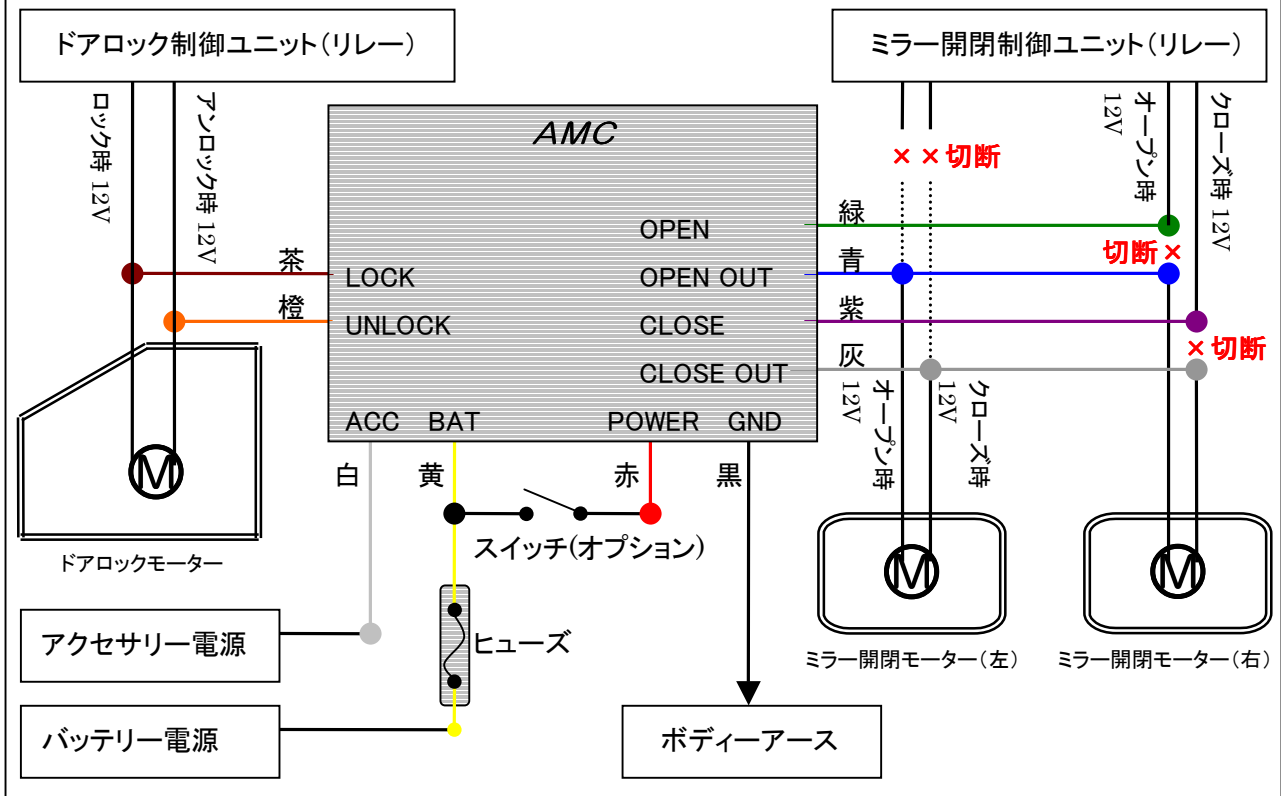 ドアロック制御ユニット(リレー)
ミラー開閉制御ユニット(リレー)
ロック時 12V
アンロック時 12V
AMC
オープン時
12V
クローズ時 12V
× ×切断
緑
OPEN
切断×
茶
LOCK
青
OPEN OUT
橙
UNLOCK
紫
CLOSE
×切断
灰
CLOSE OUT
オープン時
12V
クローズ時
12V
ACC
BAT
POWER
GND
白
黄
赤
黒
M
スイッチ(オプション)
ドアロックモーター
M
M
アクセサリー電源
ヒューズ
ミラー開閉モーター(左)
ミラー開閉モーター(右)
バッテリー電源
ボディーアース